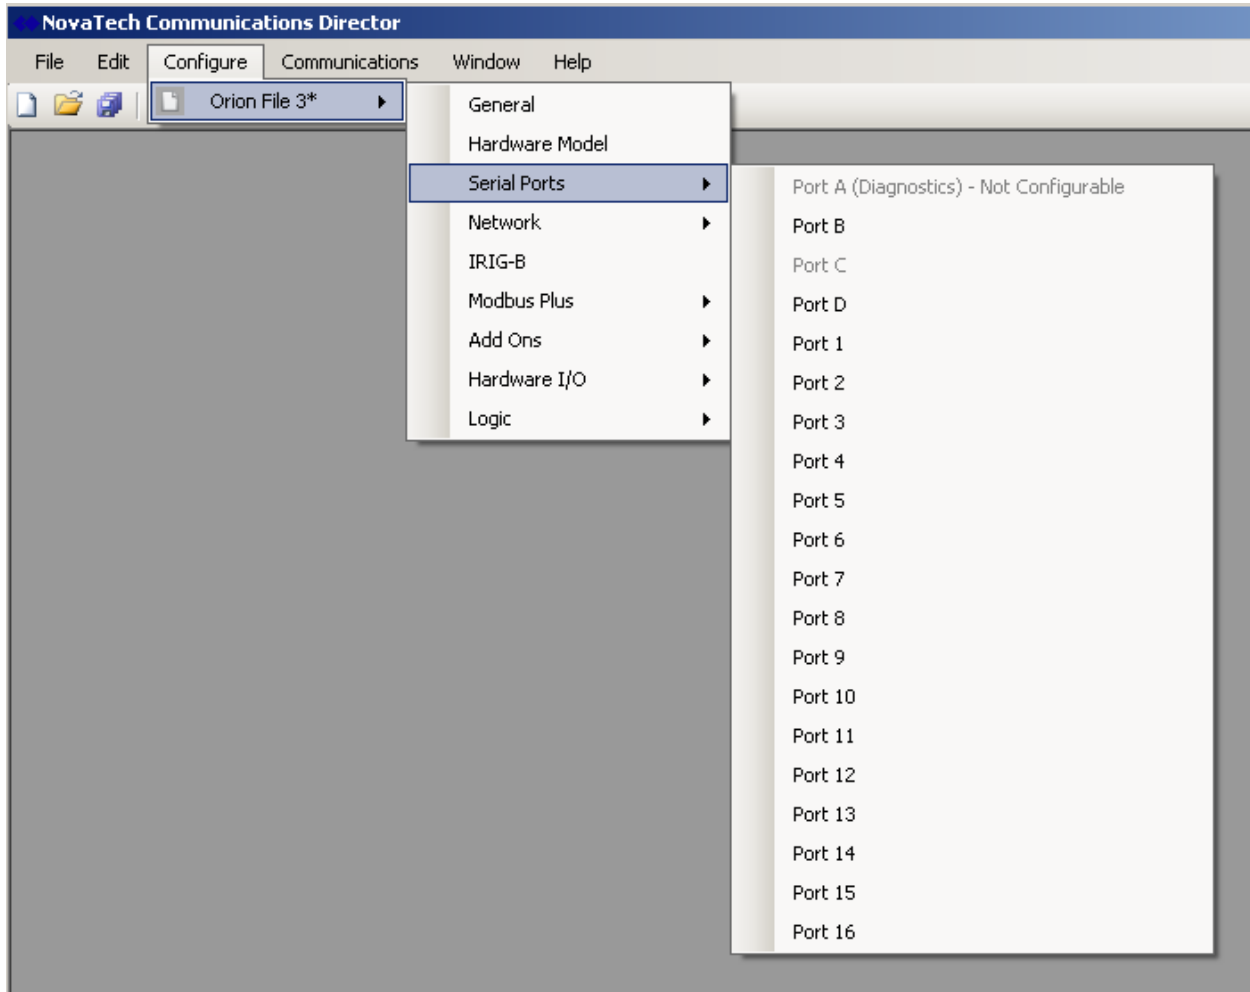 NovaTech Communications Director
File Edit Configure Communications Window Help
Orion File 3*
General
Hardware Model
Serial Ports
Network
IRIG-B
Modbus Plus
Add Ons
Hardware I/O
Logic
Port A (Diagnostics) - Not Configurable
Port B
Port C
Port D
Port 1
Port 2
Port 3
Port 4
Port 5
Port 6
Port 7
Port 8
Port 9
Port 10
Port 11
Port 12
Port 13
Port 14
Port 15
Port 16